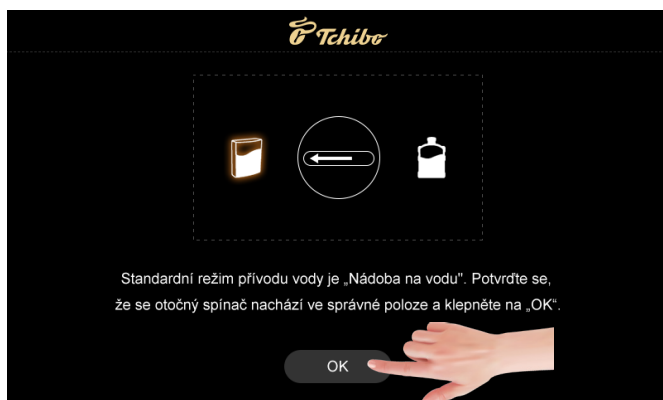 Tchibo
Standardní režim přívodu vody je „Nádoba na vodu". Potvrďte se,
že se otočný spínač nachází ve správné poloze a klepněte na „OK“.
OK